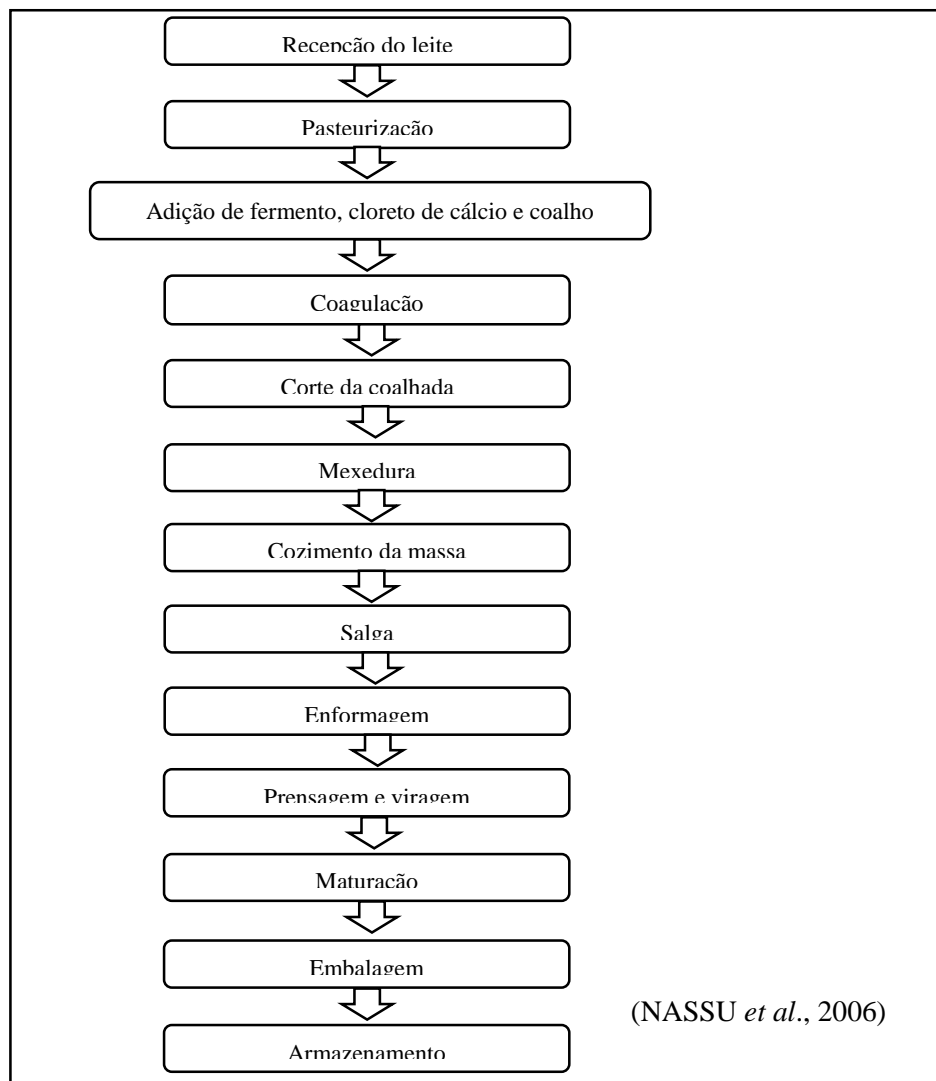 Recepção do leite
Pasteurização
Adição de fermento, cloreto de cálcio e coalho
Coagulação
Corte da coalhada
Mexedura
Cozimento da massa
Salga
Enformagem
Prensagem e viragem
Maturação
Embalagem
(NASSU et al., 2006)
Armazenamento